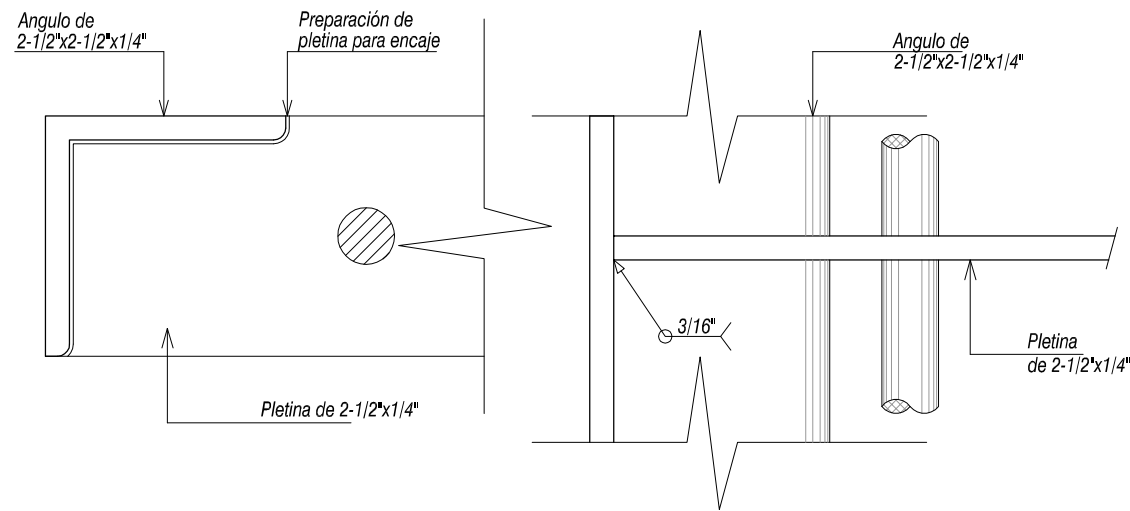 Angulo de
2-1/2"x2-1/2"x1/4"
Preparación de
pletina para encaje
Angulo de
2-1/2"x2-1/2"x1/4"
3/16"
Pletina
de 2-1/2"x1/4"
Pletina de 2-1/2"x1/4"